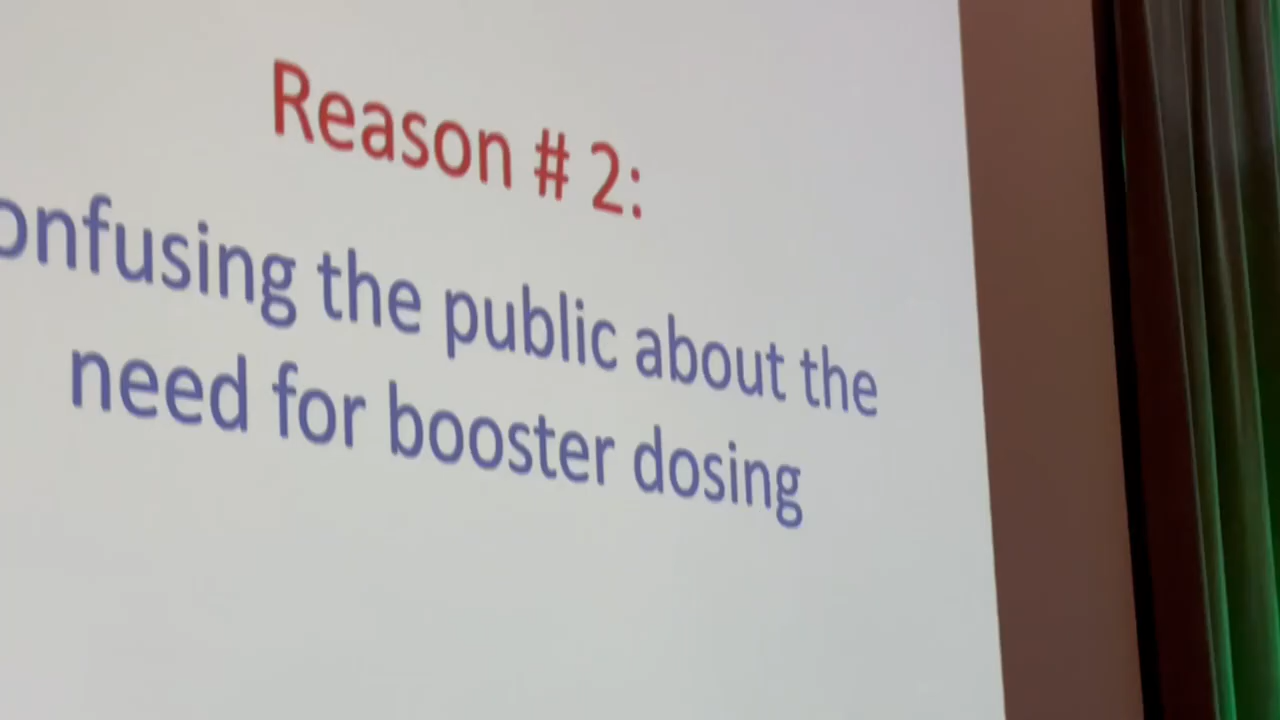 Reason # 2:
onfusing the public about the
need for booster dosing